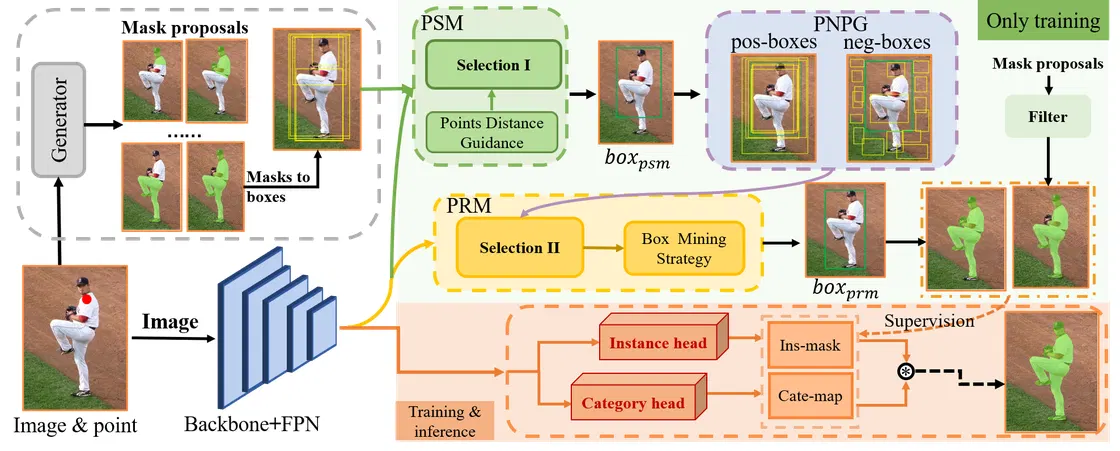 Mask proposals
Generator
......
Masks to
boxes
Image
Image & point
Backbone+FPN
PSM
Selection I
Points Distance
Guidance
box_psm
PNPG
pos-boxes
neg-boxes
Only training
Mask proposals
Filter
PRM
Selection II
Box Mining
Strategy
box_prm
Supervision
Instance head
Category head
Ins-mask
Cate-map
Training &
inference